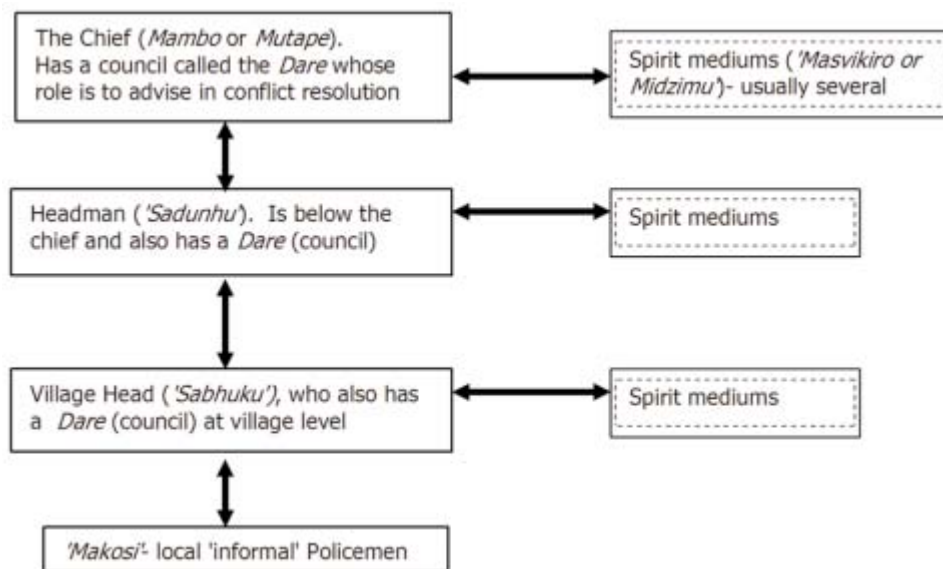 The Chief (Mambo or Mutape).
Has a council called the Dare whose
role is to advise in conflict resolution
Spirit mediums ('Masvikiro or
Midzimu')- usually several
Headman ('Sadunhu'). Is below the
chief and also has a Dare (council)
Spirit mediums
Village Head ('Sabhuku'), who also has
a Dare (council) at village level
Spirit mediums
'Makosi'- local 'informal' Policemen